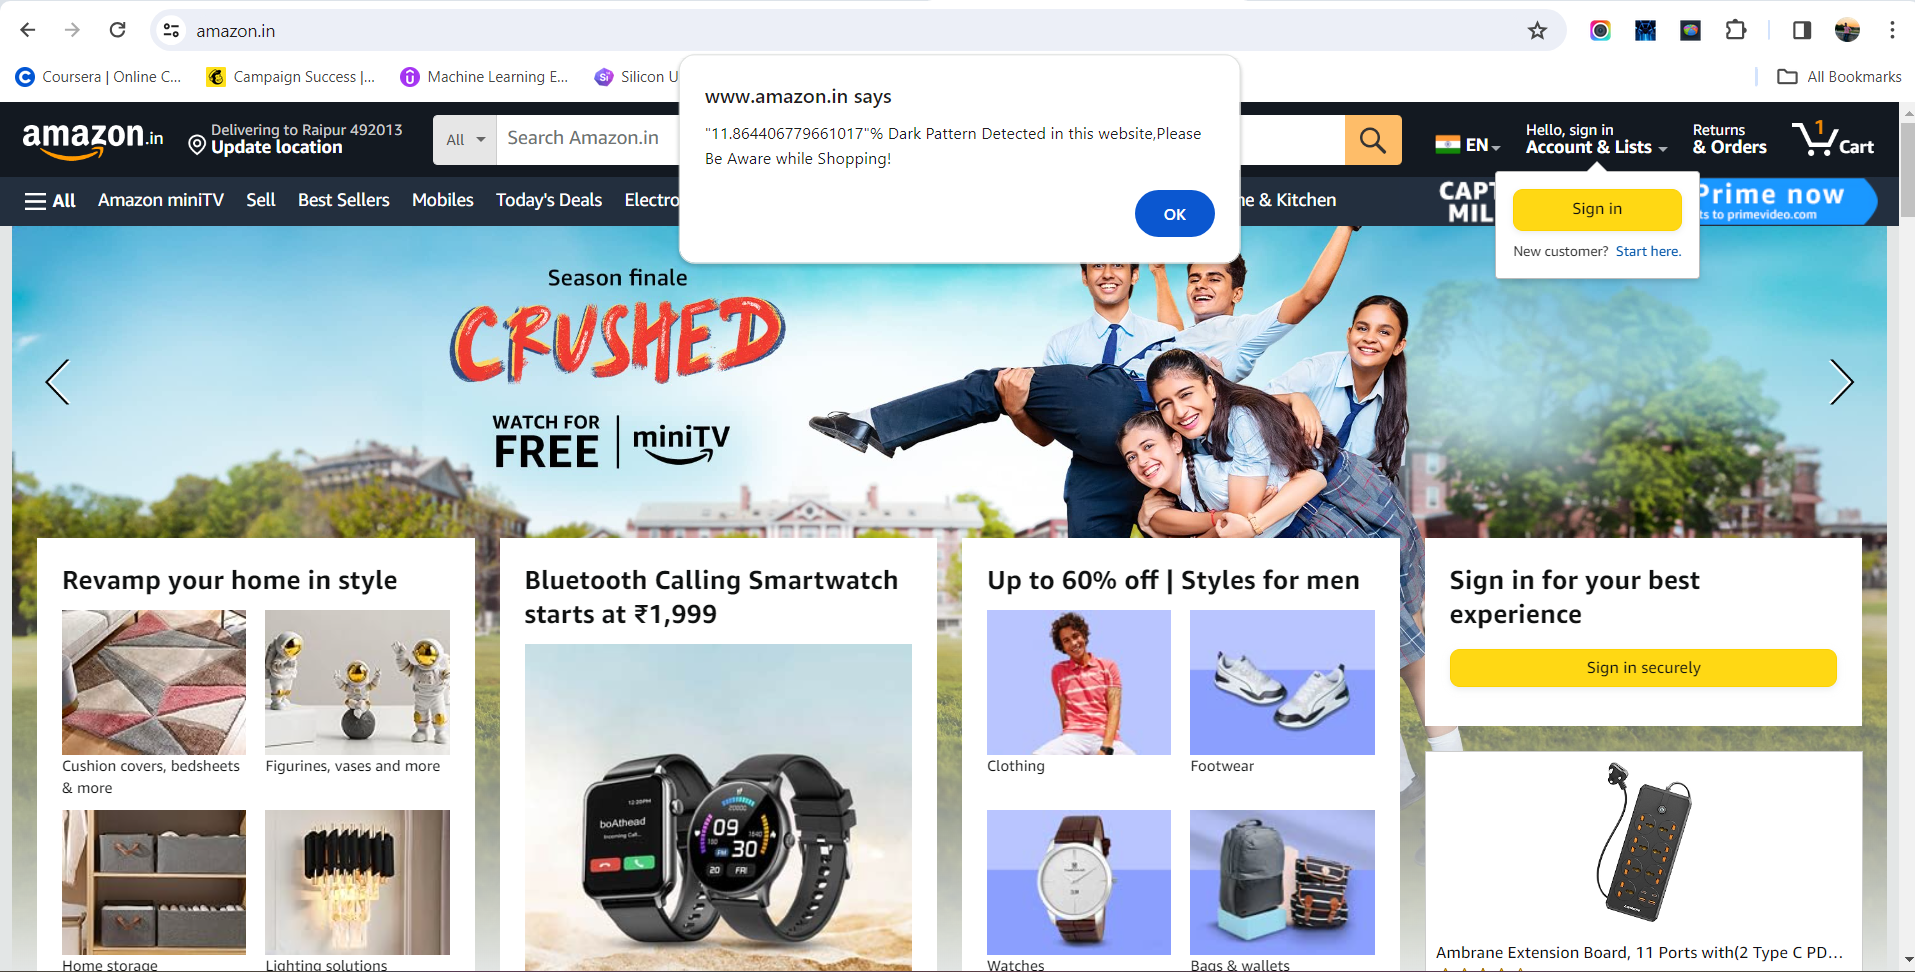 amazon.in
Coursera | Online C...
Campaign Success |...
Machine Learning E...
Silicon U
All Bookmarks
www.amazon.in says
"11.864406779661017"% Dark Pattern Detected in this website,Please
Be Aware while Shopping!
OK
amazon.in
Delivering to Raipur 492013
Update location
All
Search Amazon.in
EN
Hello, sign in
Account & Lists
Returns
& Orders
1
Cart
All
Amazon miniTV
Sell
Best Sellers
Mobiles
Today's Deals
Electro
ne & Kitchen
CAPT
MIL
Prime now
ts to primevideo.com
Sign in
New customer? Start here.
Season finale
CRUSHED
WATCH FOR
FREE
miniTV
Revamp your home in style
Cushion covers, bedsheets
& more
Figurines, vases and more
Home storage
Lighting solutions
Bluetooth Calling Smartwatch
starts at ₹1,999
12:25PM
boAthead
Incoming Call...
09
30
20
FRI
Up to 60% off | Styles for men
Clothing
Footwear
Watches
Bags & wallets
Sign in for your best
experience
Sign in securely
Ambrane Extension Board, 11 Ports with(2 Type C PD...